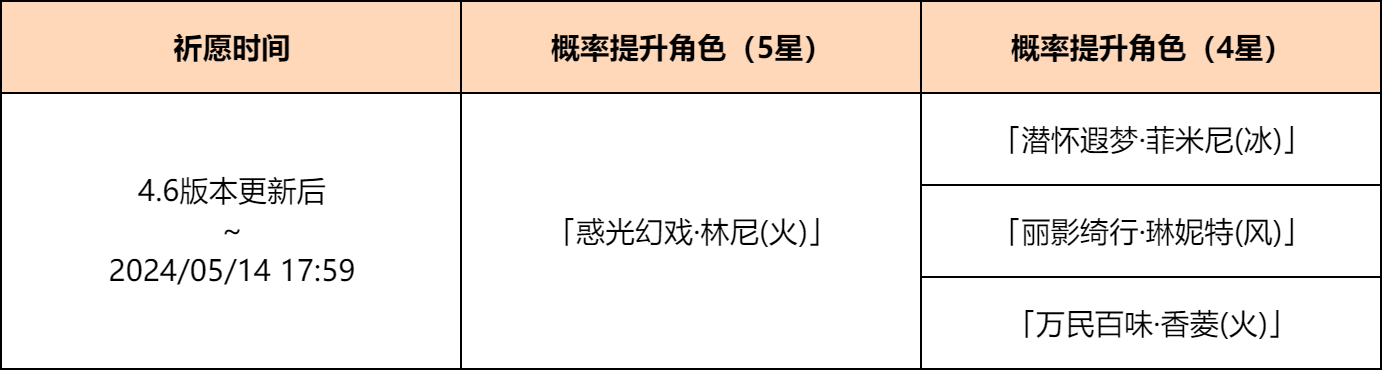 祈愿时间
概率提升角色（5星）
概率提升角色（4星）
4.6版本更新后
~
2024/05/14 17:59
「惑光幻戏·林尼(火)」
「潜怀遐梦·菲米尼(冰)」
「丽影绮行·琳妮特(风)」
「万民百味·香菱(火)」